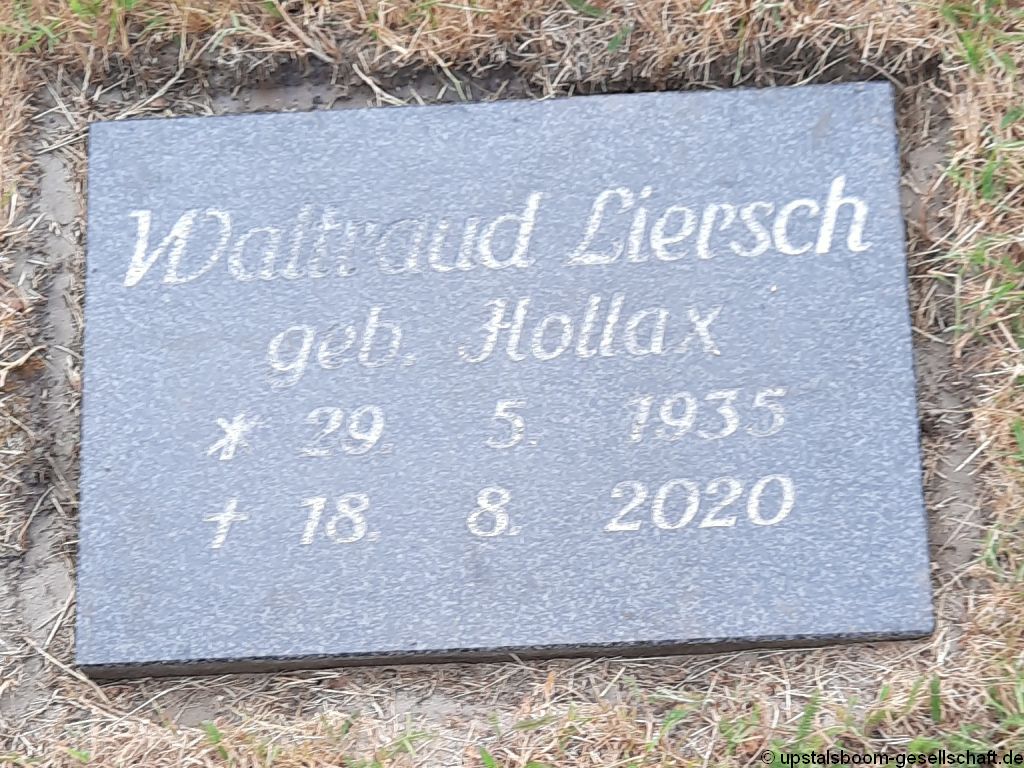 Waltraud Liersch
geb. Hollax
* 29. 5. 1935
† 18. 8. 2020
© upstalsboom-gesellschaft.de